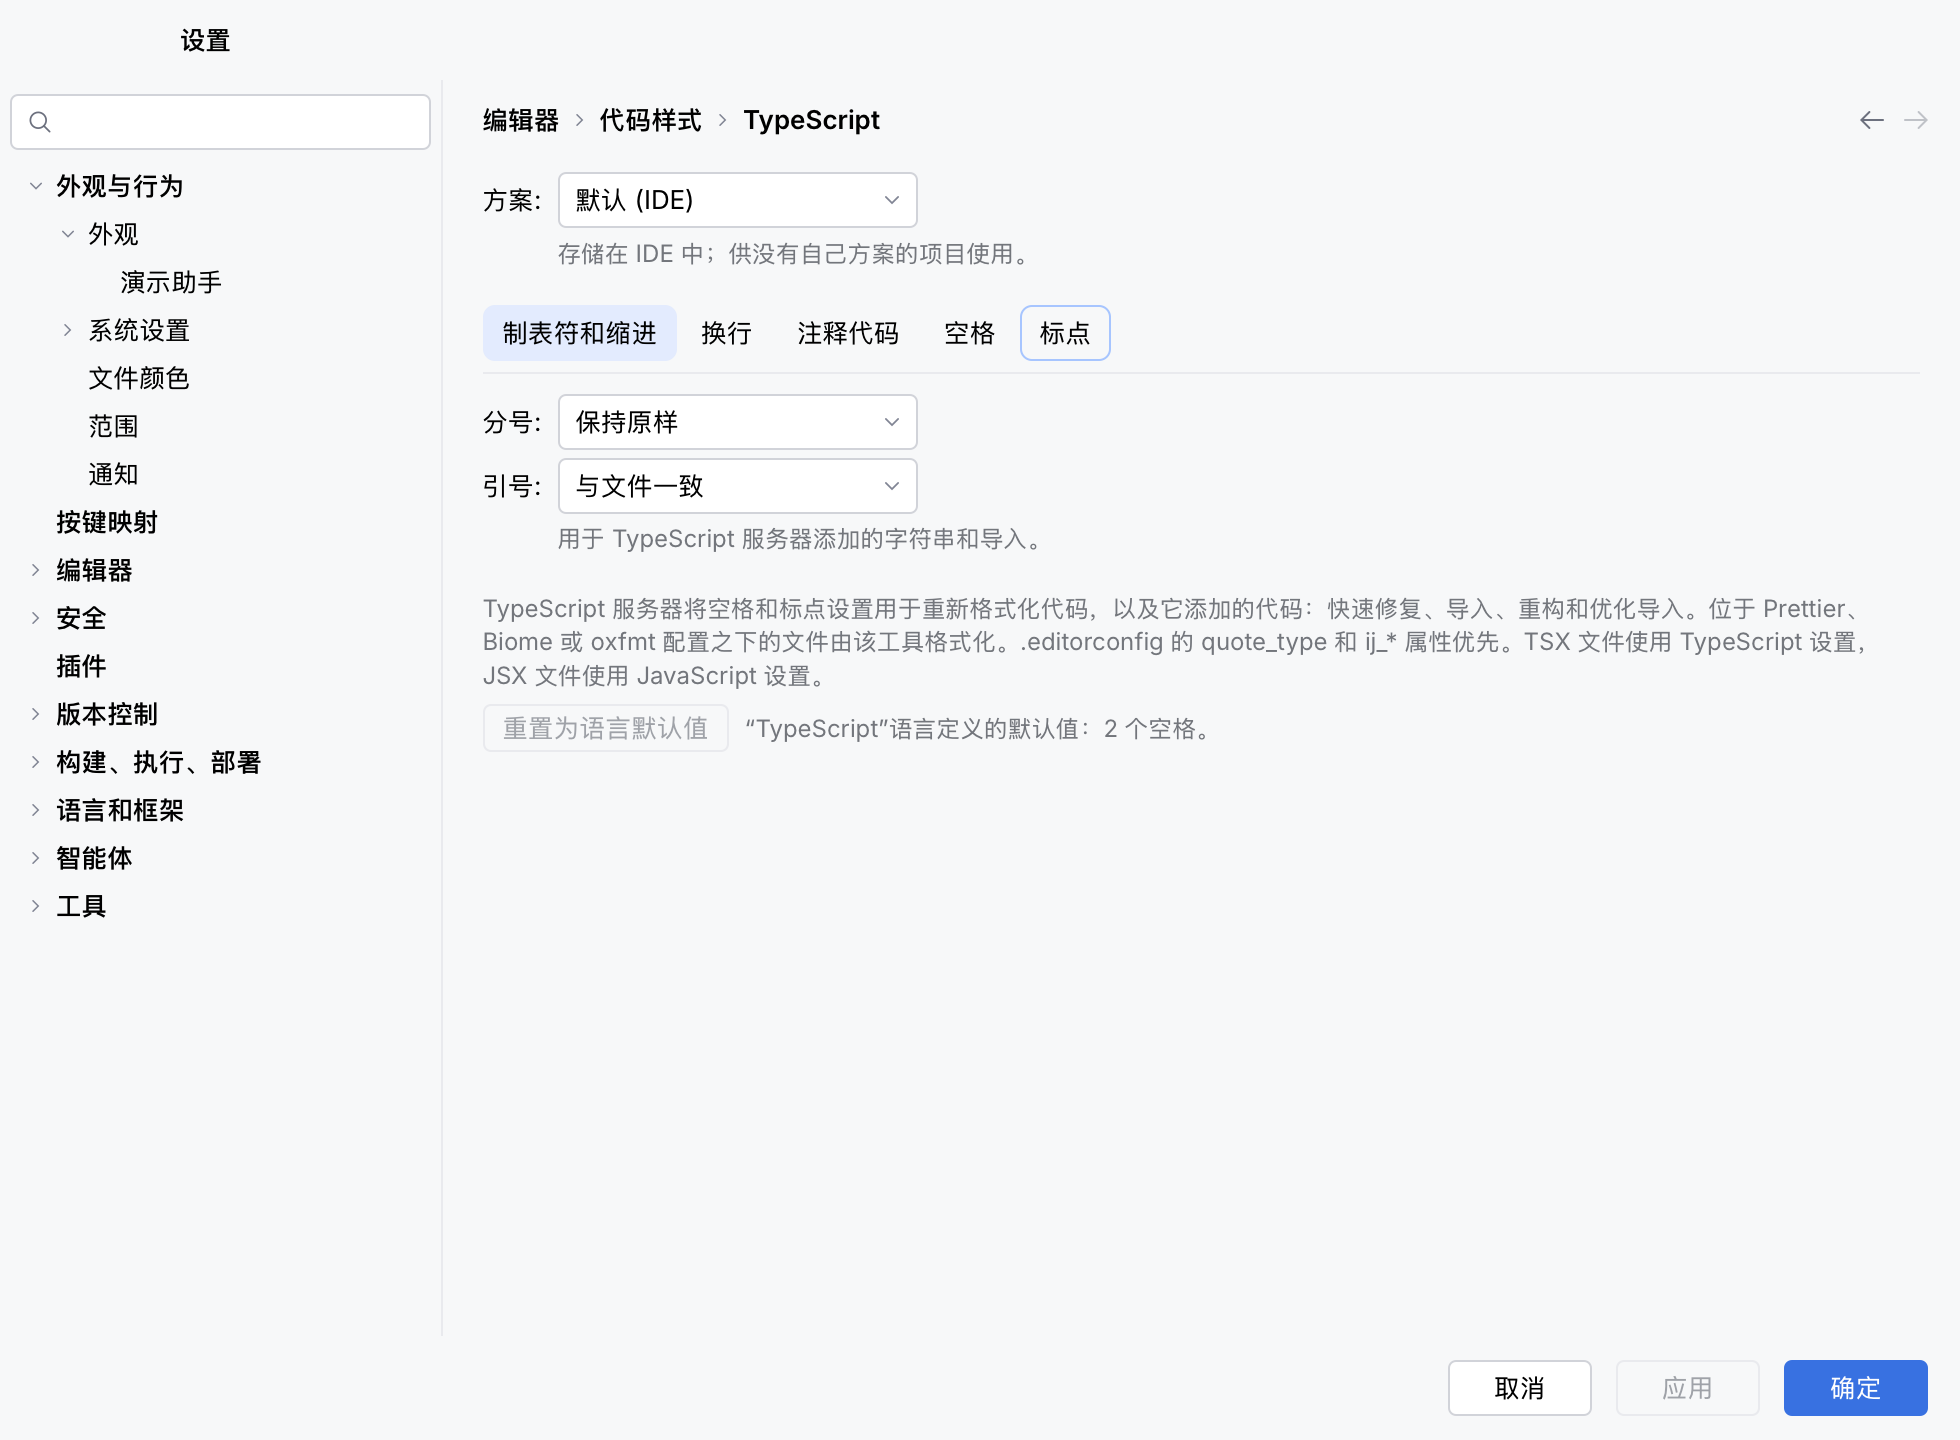 设置
外观与行为
外观
演示助手
系统设置
文件颜色
范围
通知
按键映射
编辑器
安全
插件
版本控制
构建、执行、部署
语言和框架
智能体
工具
编辑器 > 代码样式 > TypeScript
方案: 默认 (IDE)
存储在 IDE 中；供没有自己方案的项目使用。
制表符和缩进 换行 注释代码 空格 标点
分号: 保持原样
引号: 与文件一致
用于 TypeScript 服务器添加的字符串和导入。
TypeScript 服务器将空格和标点设置用于重新格式化代码，以及它添加的代码：快速修复、导入、重构和优化导入。位于 Prettier、
Biome 或 oxfmt 配置之下的文件由该工具格式化。.editorconfig 的 quote_type 和 ij_* 属性优先。TSX 文件使用 TypeScript 设置，
JSX 文件使用 JavaScript 设置。
重置为语言默认值 “TypeScript”语言定义的默认值：2 个空格。
取消 应用 确定